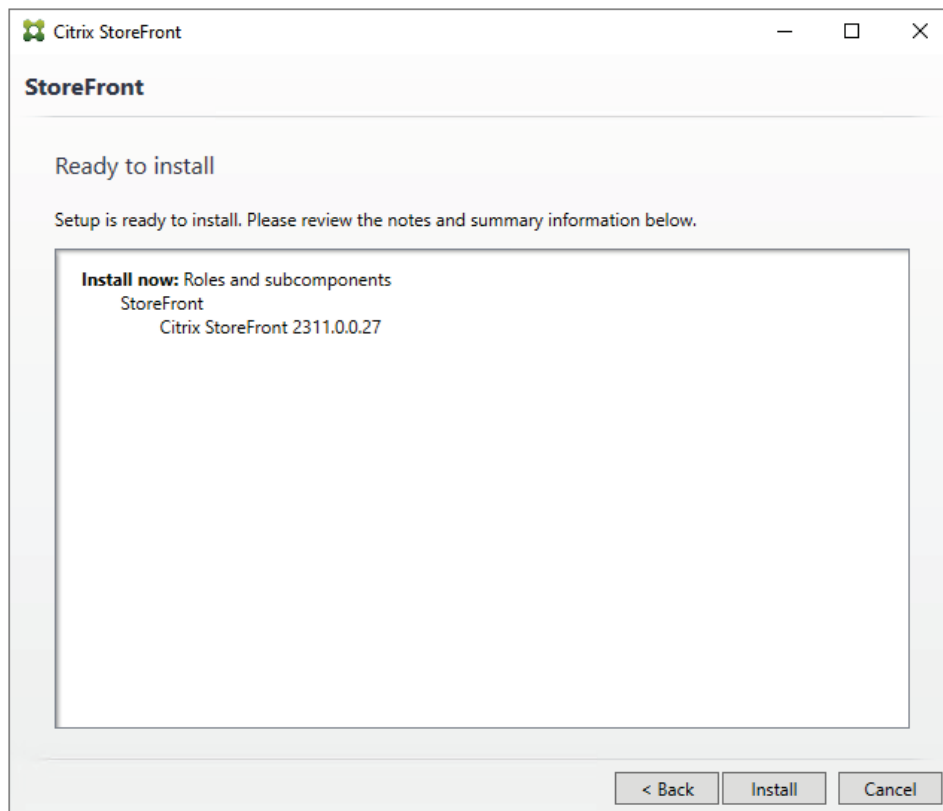 Citrix StoreFront
StoreFront
Ready to install
Setup is ready to install. Please review the notes and summary information below.
Install now: Roles and subcomponents
StoreFront
Citrix StoreFront 2311.0.0.27
< Back Install Cancel